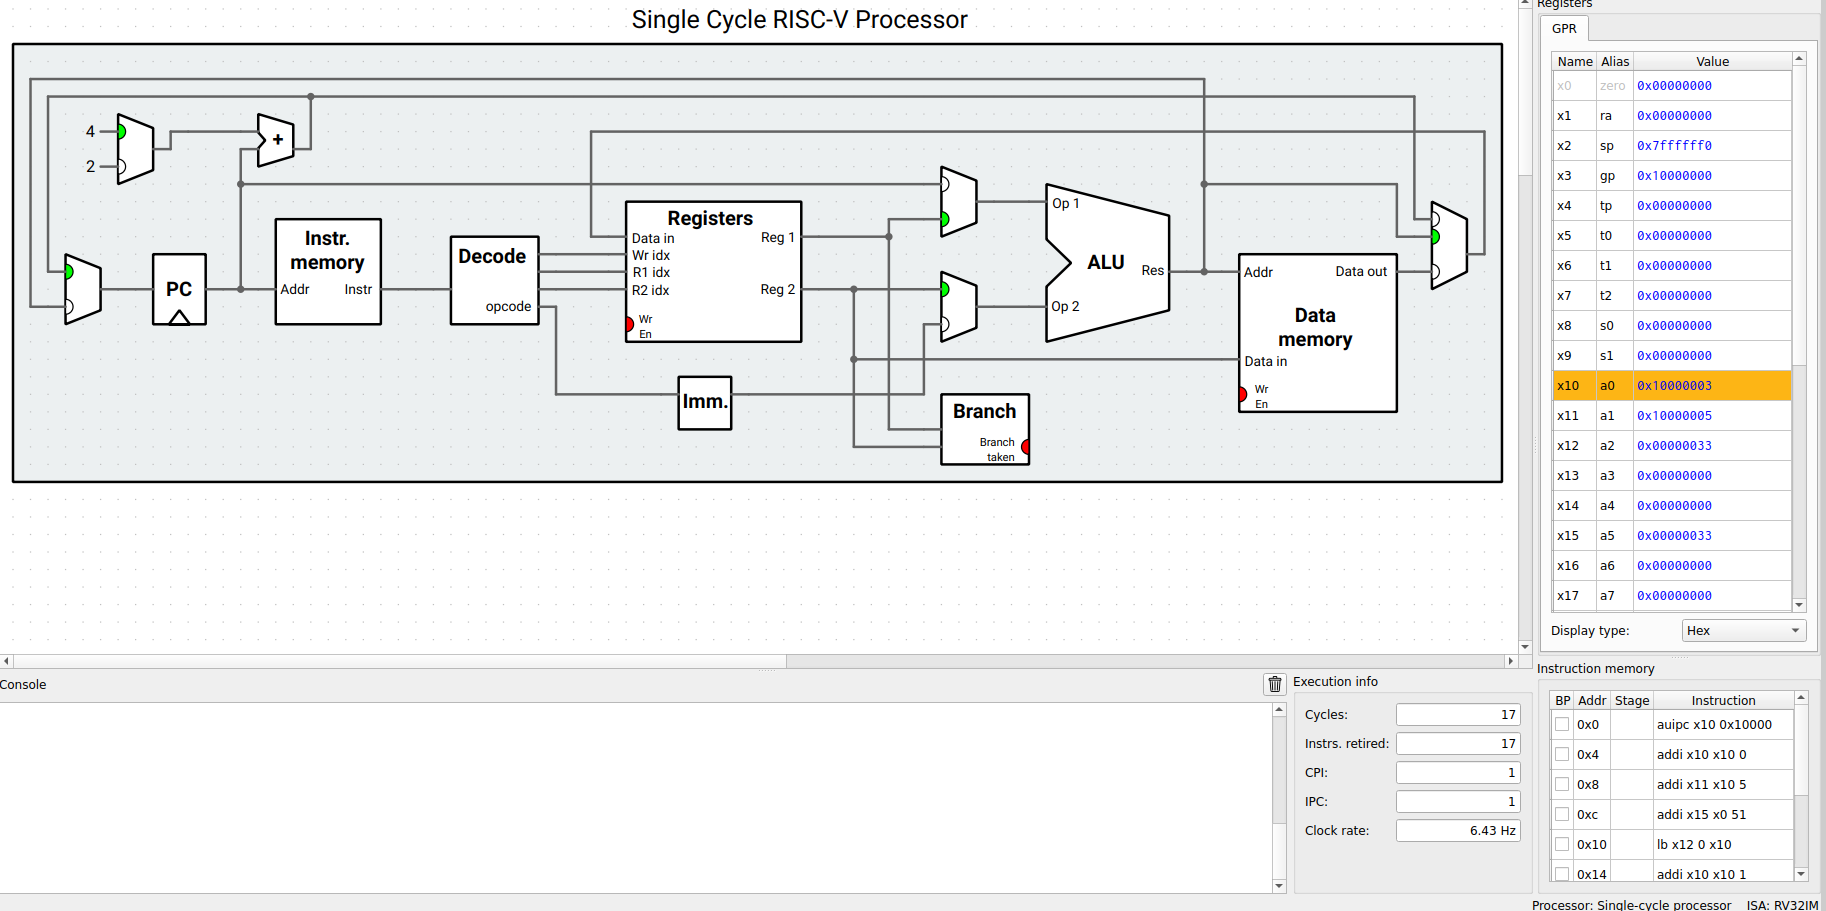 Single Cycle RISC-V Processor
4
2
+
PC
Instr.
memory
Addr
Instr
Decode
opcode
Registers
Data in
Reg 1
Wr idx
R1 idx
R2 idx
Reg 2
Wr
En
Imm.
Op 1
ALU
Res
Op 2
Branch
Branch
taken
Addr
Data out
Data
memory
Data in
Wr
En
Registers
GPR
Name Alias Value
x0 zero 0x00000000
x1 ra 0x00000000
x2 sp 0x7ffffff0
x3 gp 0x10000000
x4 tp 0x00000000
x5 t0 0x00000000
x6 t1 0x00000000
x7 t2 0x00000000
x8 s0 0x00000000
x9 s1 0x00000000
x10 a0 0x10000003
x11 a1 0x10000005
x12 a2 0x00000033
x13 a3 0x00000000
x14 a4 0x00000000
x15 a5 0x00000033
x16 a6 0x00000000
x17 a7 0x00000000
Display type: Hex
Console
Execution info
Cycles: 17
Instrs. retired: 17
CPI: 1
IPC: 1
Clock rate: 6.43 Hz
Instruction memory
BP Addr Stage Instruction
0x0 auipc x10 0x10000
0x4 addi x10 x10 0
0x8 addi x11 x10 5
0xc addi x15 x0 51
0x10 lb x12 0 x10
0x14 addi x10 x10 1
Processor: Single-cycle processor ISA: RV32IM